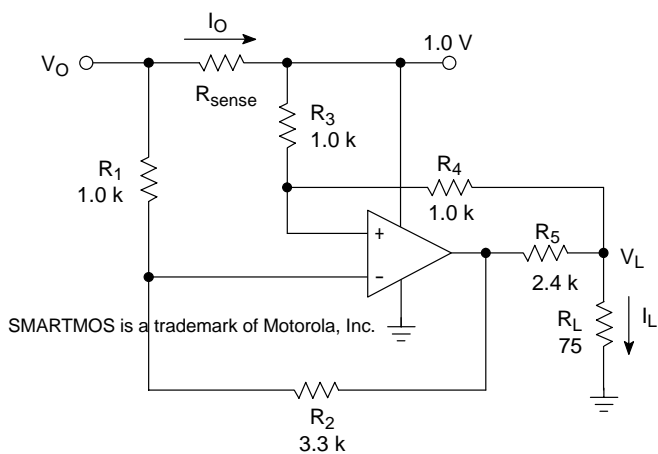 I_O
1.0 V
V_O
R_sense
R_3
1.0 k
R_4
1.0 k
R_1
1.0 k
+
−
R_5
2.4 k
V_L
R_L
75
I_L
SMARTMOS is a trademark of Motorola, Inc.
R_2
3.3 k